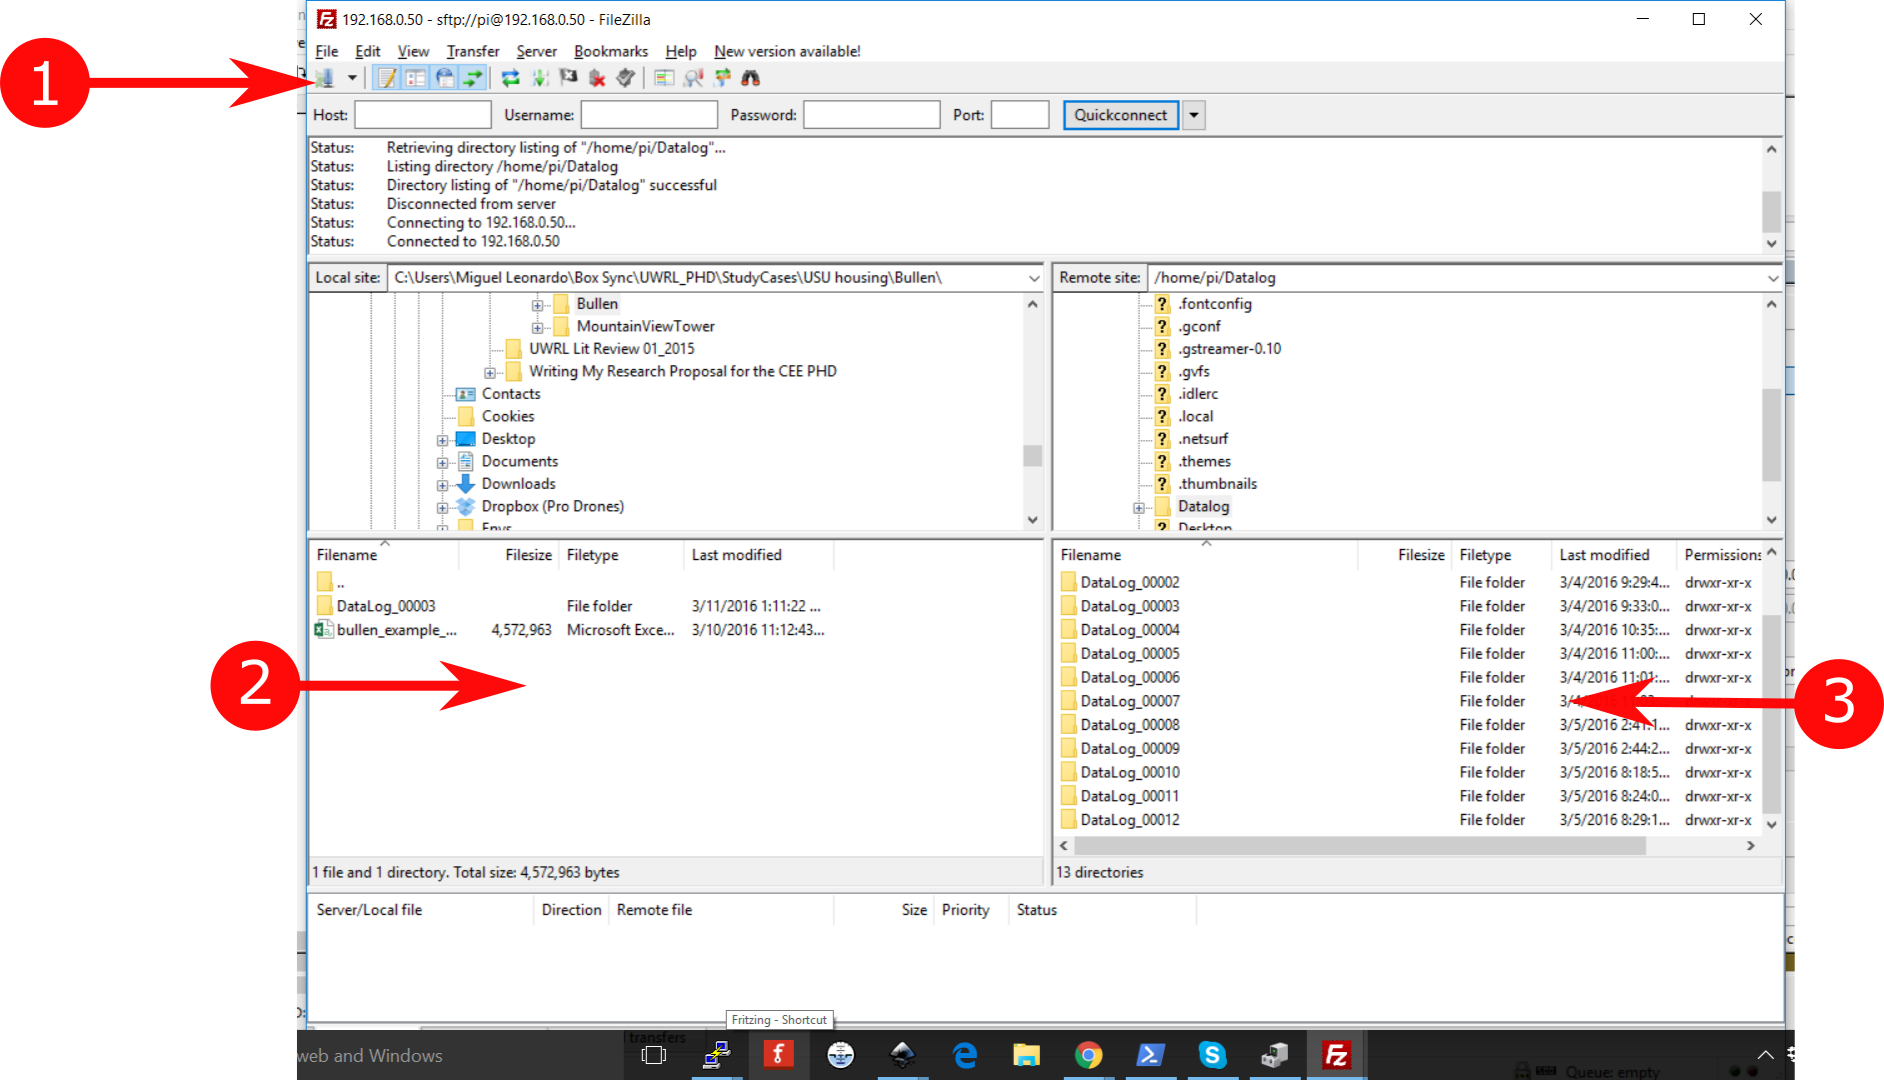 192.168.0.50 - sftp://pi@192.168.0.50 - FileZilla
File Edit View Transfer Server Bookmarks Help New version available!
1
Host: Username: Password: Port: Quickconnect
Status: Retrieving directory listing of "/home/pi/Datalog"...
Status: Listing directory /home/pi/Datalog
Status: Directory listing of "/home/pi/Datalog" successful
Status: Disconnected from server
Status: Connecting to 192.168.0.50...
Status: Connected to 192.168.0.50
Local site: C:\Users\Miguel Leonardo\Box Sync\UWRL_PHD\StudyCases\USU housing\Bullen\
Bullen
MountainViewTower
UWRL Lit Review 01_2015
Writing My Research Proposal for the CEE PHD
Contacts
Cookies
Desktop
Documents
Downloads
Dropbox (Pro Drones)
Envs
Remote site: /home/pi/Datalog
.fontconfig
.gconf
.gstreamer-0.10
.gvfs
.idlerc
.local
.netsurf
.themes
.thumbnails
Datalog
Desktop
Filename Filesize Filetype Last modified
..
DataLog_00003 File folder 3/11/2016 1:11:22 ...
bullen_example_... 4,572,963 Microsoft Exce... 3/10/2016 11:12:43...
2
1 file and 1 directory. Total size: 4,572,963 bytes
Filename Filesize Filetype Last modified Permissions
DataLog_00002 File folder 3/4/2016 9:29:4... drwxr-xr-x
DataLog_00003 File folder 3/4/2016 9:33:0... drwxr-xr-x
DataLog_00004 File folder 3/4/2016 10:35:... drwxr-xr-x
DataLog_00005 File folder 3/4/2016 11:00:... drwxr-xr-x
DataLog_00006 File folder 3/4/2016 11:01:... drwxr-xr-x
DataLog_00007 File folder
DataLog_00008 File folder 3/5/2016 2:41:1... drwxr-xr-x
DataLog_00009 File folder 3/5/2016 2:44:2... drwxr-xr-x
DataLog_00010 File folder 3/5/2016 8:18:5... drwxr-xr-x
DataLog_00011 File folder 3/5/2016 8:24:0... drwxr-xr-x
DataLog_00012 File folder 3/5/2016 8:29:1... drwxr-xr-x
3
13 directories
Server/Local file Direction Remote file Size Priority Status
Fritzing - Shortcut
transfers
web and Windows
Queue: empty